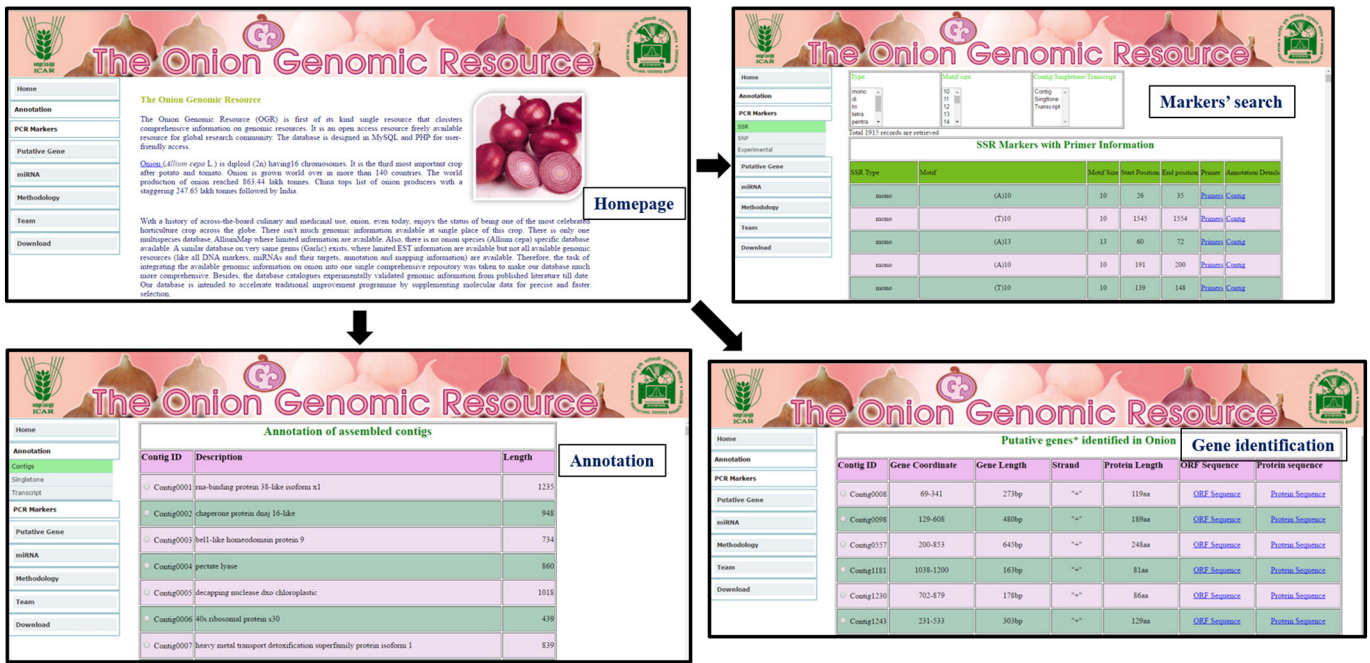 The Onion Genomic Resource
ICAR
Home
Annotation
PCR Markers
Putative Gene
miRNA
Methodology
Team
Download
The Onion Genomic Resource
The Onion Genomic Resource (OGR) is first of its kind single resource that cloisters
comprehensive information on genomic resources. It is an open access resource freely available
resource for global research community. The database is designed in MySQL and PHP for user-
friendly access.
Onion (Allium cepa L.) is diploid (2n) having16 chromosomes. It is the third most important crop
after potato and tomato. Onion is grown world over in more than 140 countries. The world
production of onion reached 863.44 lakh tonnes. China tops list of onion producers with a
staggering 247.65 lakh tonnes followed by India.
Homepage
With a history of across-the-board culinary and medicinal use, onion, even today, enjoys the status of being one of the most celebrated
horticulture crop across the globe. There isn't much genomic information available at single place of this crop. There is only one
multispecies database, AlliumMap where limited information are available. Also, there is no onion species (Allium cepa) specific database
available. A similar database on very same genus (Garlic) exists, where limited EST information are available but not all available genomic
resources (like all DNA markers, miRNAs and their targets, annotation and mapping information) are available. Therefore, the task of
integrating the available genomic information on onion into one single comprehensive repository was taken to make our database much
more comprehensive. Besides, the database catalogues experimentally validated genomic information from published literature till date.
Our database is intended to accelerate traditional improvement programme by supplementing molecular data for precise and faster
selection.
The Onion Genomic Resource
ICAR
Home
Annotation
PCR Markers
SSR
SNP
Experimental
Putative Gene
miRNA
Methodology
Team
Download
Type Motif size Contig Singletone Transcript
mono 10 Contig
di 11 Singltone
tri 12 Transcript
tetra 13
pentra 14
Markers' search
Total 1915 records are retrieved
SSR Markers with Primer Information
SSR Type Motif Motif Size Start Position End position Primer Annotation Details
mono (A)10 10 26 35 Primers Contig
mono (T)10 10 1545 1554 Primers Contig
mono (A)13 13 60 72 Primers Contig
mono (A)10 10 191 200 Primers Contig
mono (T)10 10 139 148 Primers Contig
The Onion Genomic Resource
ICAR
Home
Annotation
Contigs
Singletone
Transcript
PCR Markers
Putative Gene
miRNA
Methodology
Team
Download
Annotation of assembled contigs
Annotation
Contig ID Description Length
Contig0001 rna-binding protein 38-like isoform x1 1235
Contig0002 chaperone protein dnaj 16-like 948
Contig0003 bel1-like homeodomain protein 9 734
Contig0004 pectate lyase 860
Contig0005 decapping nuclease dxo chloroplastic 1018
Contig0006 40s ribosomal protein s30 439
Contig0007 heavy metal transport detoxification superfamily protein isoform 1 839
The Onion Genomic Resource
ICAR
Home
Annotation
PCR Markers
Putative Gene
miRNA
Methodology
Team
Download
Putative genes* identified in Onion
Gene identification
Contig ID Gene Coordinate Gene Length Strand Protein Length ORF Sequence Protein sequence
Contig0008 69-341 273bp "+" 119aa ORF Sequence Protein Sequence
Contig0098 129-608 480bp "+" 189aa ORF Sequence Protein Sequence
Contig0557 200-853 645bp "+" 248aa ORF Sequence Protein Sequence
Contig1181 1038-1200 163bp "+" 81aa ORF Sequence Protein Sequence
Contig1230 702-879 178bp "+" 86aa ORF Sequence Protein Sequence
Contig1243 231-533 303bp "+" 129aa ORF Sequence Protein Sequence